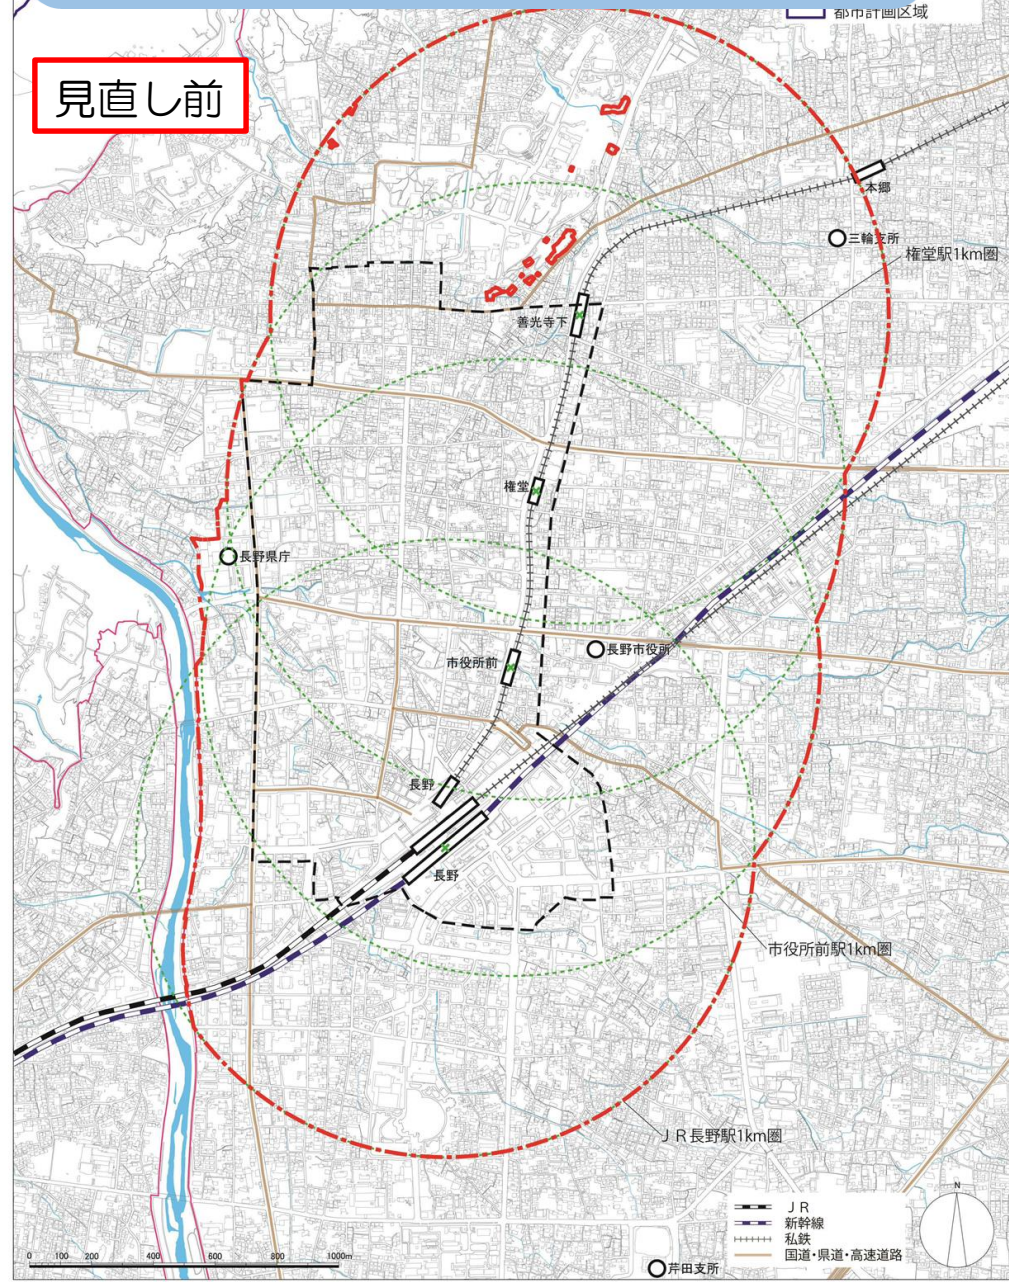 都市計画区域
見直し前
本郷
三輪支所
権堂駅1km圏
善光寺下
権堂
長野県庁
長野市役所
市役所前
長野
長野
市役所前駅1km圏
JR長野駅1km圏
N
JR
新幹線
私鉄
国道・県道・高速道路
0 100 200 400 600 800 1000m
芹田支所